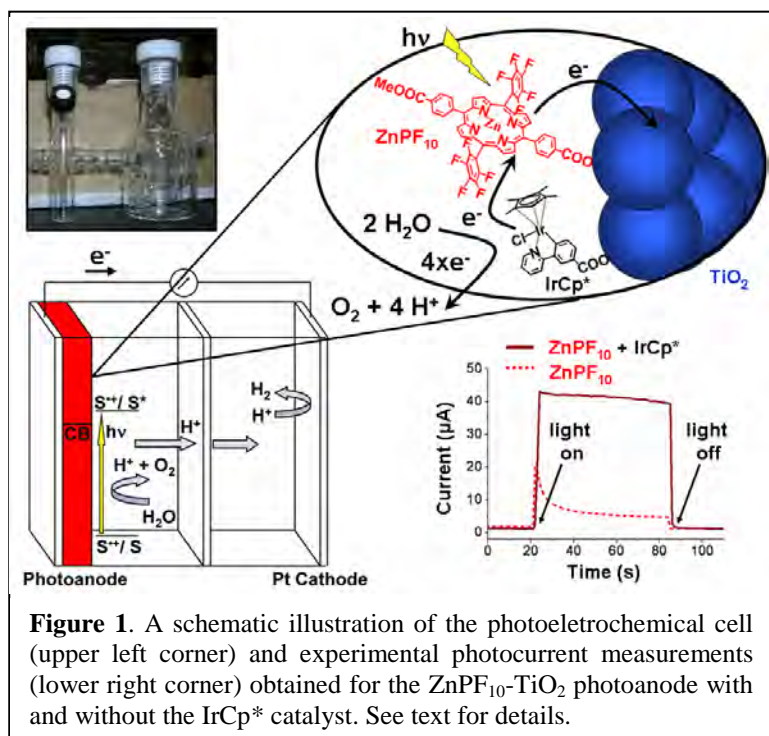 hν
MeOOC
F F F F F
N N Zn N N
F F F F F
COO
ZnPF₁₀
e⁻
e⁻
2 H₂O
4xe⁻
O₂ + 4 H⁺
Cl
Ir
N
COO
IrCp*
TiO₂
e⁻
S•⁺/ S*
CB
hν
H⁺ + O₂
H₂O
S•⁺/ S
H⁺
H₂
H⁺
Photoanode
Pt Cathode
ZnPF₁₀ + IrCp*
ZnPF₁₀
50
40
30
20
10
0
Current (µA)
light
on
light
off
0 20 40 60 80 100
Time (s)
Figure 1. A schematic illustration of the photoeletrochemical cell
(upper left corner) and experimental photocurrent measurements
(lower right corner) obtained for the ZnPF₁₀-TiO₂ photoanode with
and without the IrCp* catalyst. See text for details.